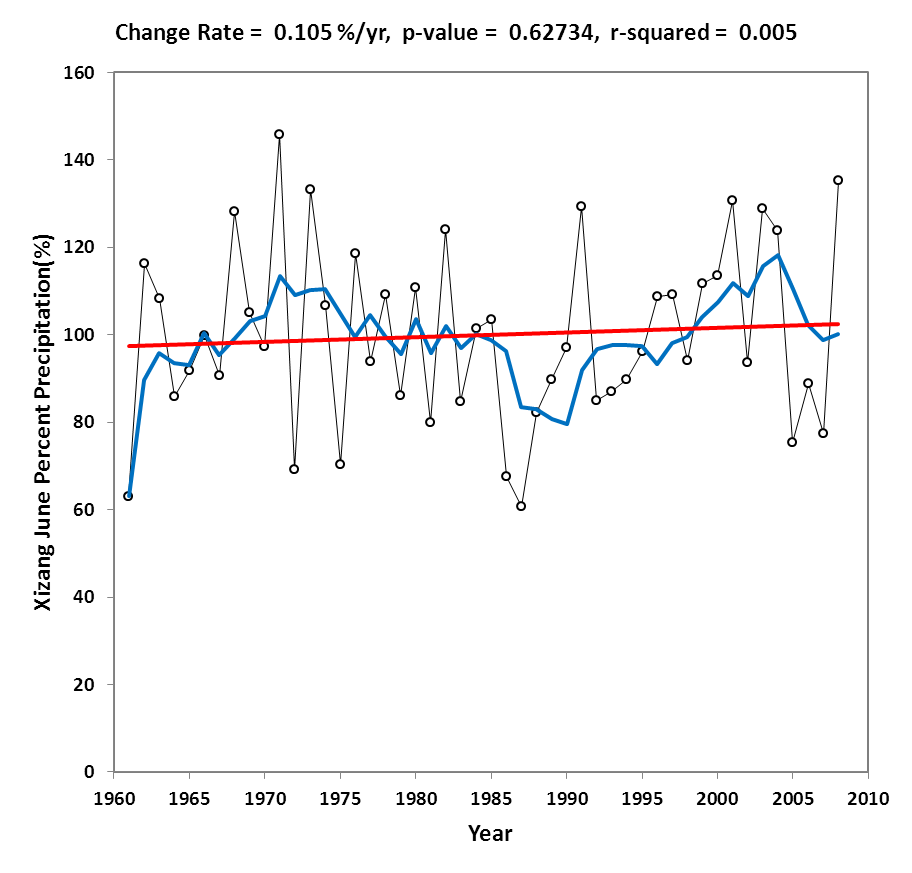 Change Rate = 0.105 %/yr, p-value = 0.62734, r-squared = 0.005
Xizang June Percent Precipitation(%)
160
140
120
100
80
60
40
20
0
1960 1965 1970 1975 1980 1985 1990 1995 2000 2005 2010
Year